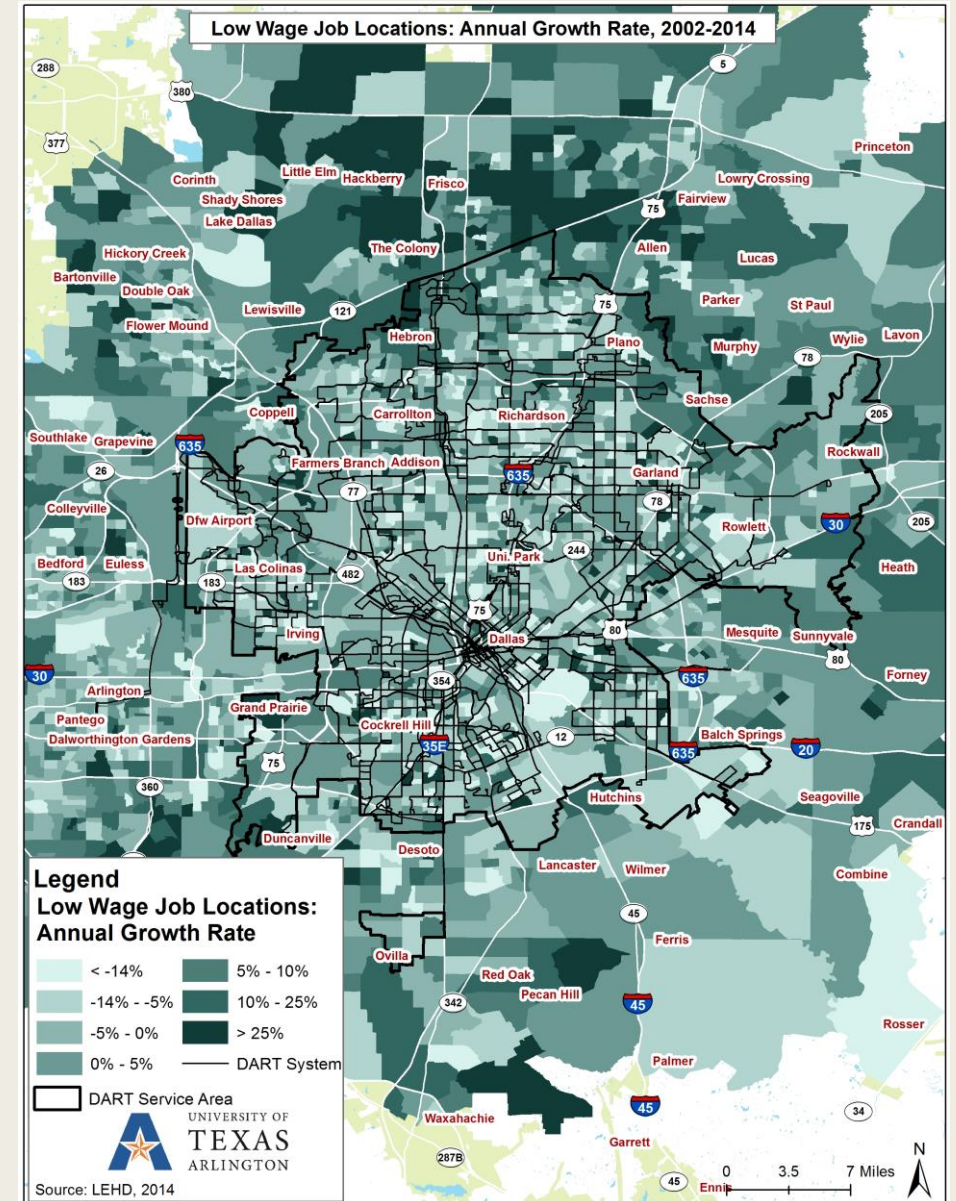 Low Wage Job Locations: Annual Growth Rate, 2002-2014
288
5
380
377
Princeton
Corinth
Little Elm
Hackberry
Frisco
Lowry Crossing
Shady Shores
75
Fairview
Lake Dallas
The Colony
Allen
Hickory Creek
Lucas
Bartonville
Double Oak
Lewisville
121
75
Parker
St Paul
Flower Mound
Hebron
Plano
Murphy
Wylie
Lavon
78
Sachse
Coppell
Carrollton
Richardson
205
Southlake
Grapevine
635
Rockwall
26
Farmers Branch
Addison
635
Garland
77
78
Colleyville
Dfw Airport
Rowlett
30
205
Uni. Park
244
Bedford
Euless
Las Colinas
482
Heath
183
183
75
Irving
Dallas
80
Mesquite
Sunnyvale
80
30
354
635
Forney
Arlington
Grand Prairie
Pantego
Cockrell Hill
Dalworthington Gardens
35E
12
Balch Springs
635
20
75
360
Hutchins
Seagoville
175
Crandall
Duncanville
Desoto
Lancaster
Wilmer
Combine
45
Ferris
Ovilla
Red Oak
Pecan Hill
342
45
Rosser
Palmer
45
34
Waxahachie
Garrett
287B
45
Ennis
Legend
Low Wage Job Locations:
Annual Growth Rate
< -14%
5% - 10%
-14% - -5%
10% - 25%
-5% - 0%
> 25%
0% - 5%
DART System
DART Service Area
UNIVERSITY OF
TEXAS
ARLINGTON
Source: LEHD, 2014
0 3.5 7 Miles
N